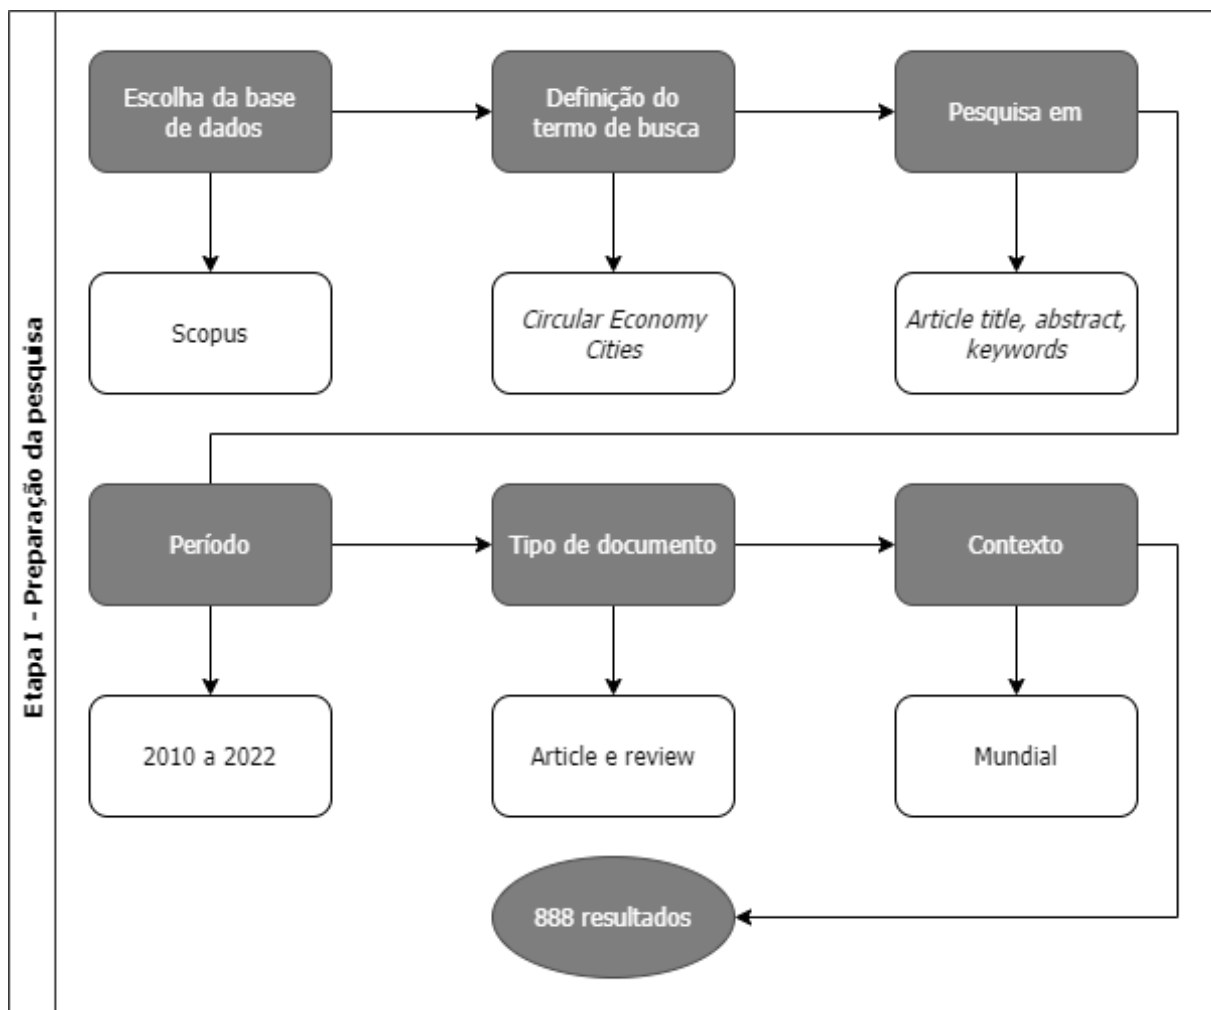 Etapa I - Preparação da pesquisa
Escolha da base
de dados
Definição do
termo de busca
Pesquisa em
Scopus
Circular Economy
Cities
Article title, abstract,
keywords
Período
Tipo de documento
Contexto
2010 a 2022
Article e review
Mundial
888 resultados